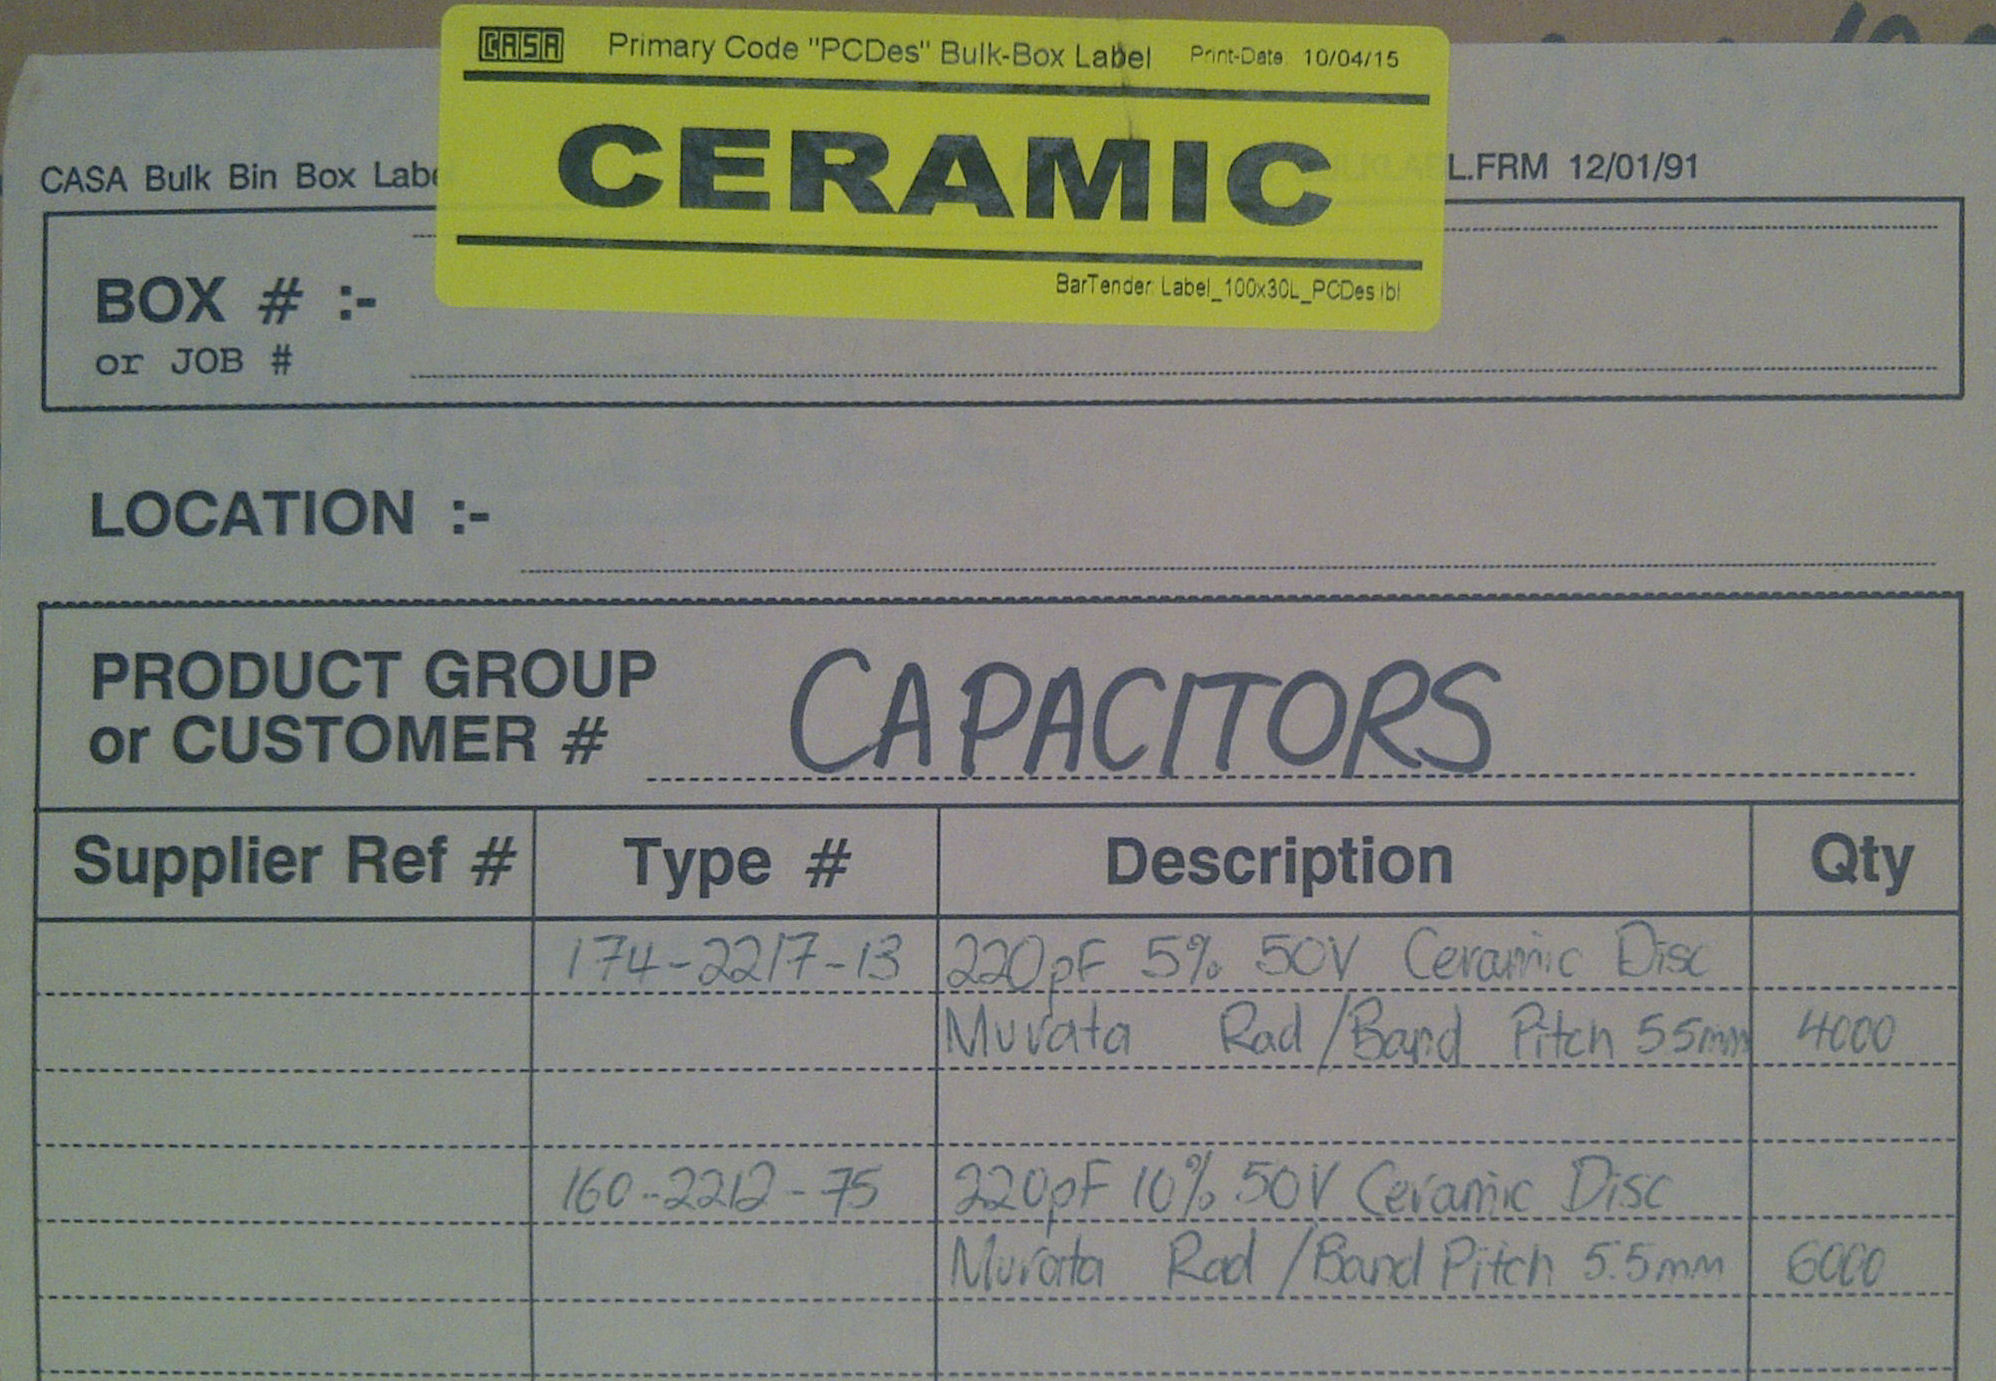 CASA Primary Code "PCDes" Bulk-Box Label Print-Date 10/04/15
CERAMIC
BarTender: Label_100x30L_PCDes.lbl
CASA Bulk Bin Box Labe L.FRM 12/01/91
BOX # :-
or JOB #
LOCATION :-
PRODUCT GROUP
or CUSTOMER # CAPACITORS
Supplier Ref # Type # Description Qty
174-2217-13 220pF 5% 50V Ceramic Disc
Murata Rad /Band Pitch 5.5mm 4000
160-2212-75 220pF 10% 50V Ceramic Disc
Murata Rad /Band Pitch 5.5mm 6000